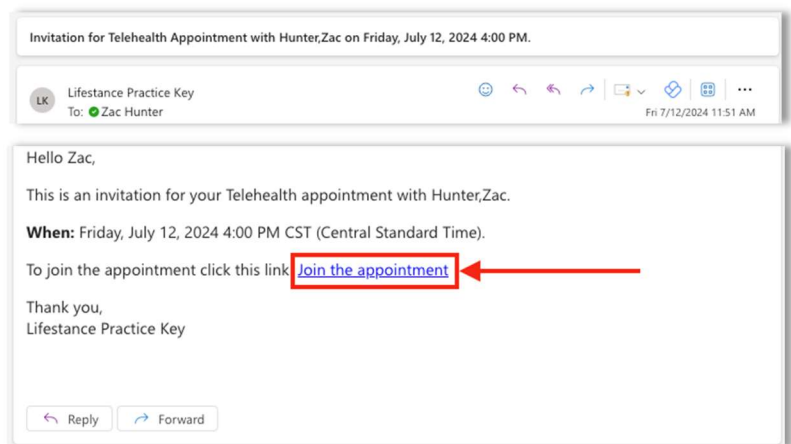 Invitation for Telehealth Appointment with Hunter,Zac on Friday, July 12, 2024 4:00 PM.
LK
Lifestance Practice Key
To: Zac Hunter
Fri 7/12/2024 11:51 AM
Hello Zac,
This is an invitation for your Telehealth appointment with Hunter,Zac.
When: Friday, July 12, 2024 4:00 PM CST (Central Standard Time).
To join the appointment click this link Join the appointment
Thank you,
Lifestance Practice Key
Reply
Forward